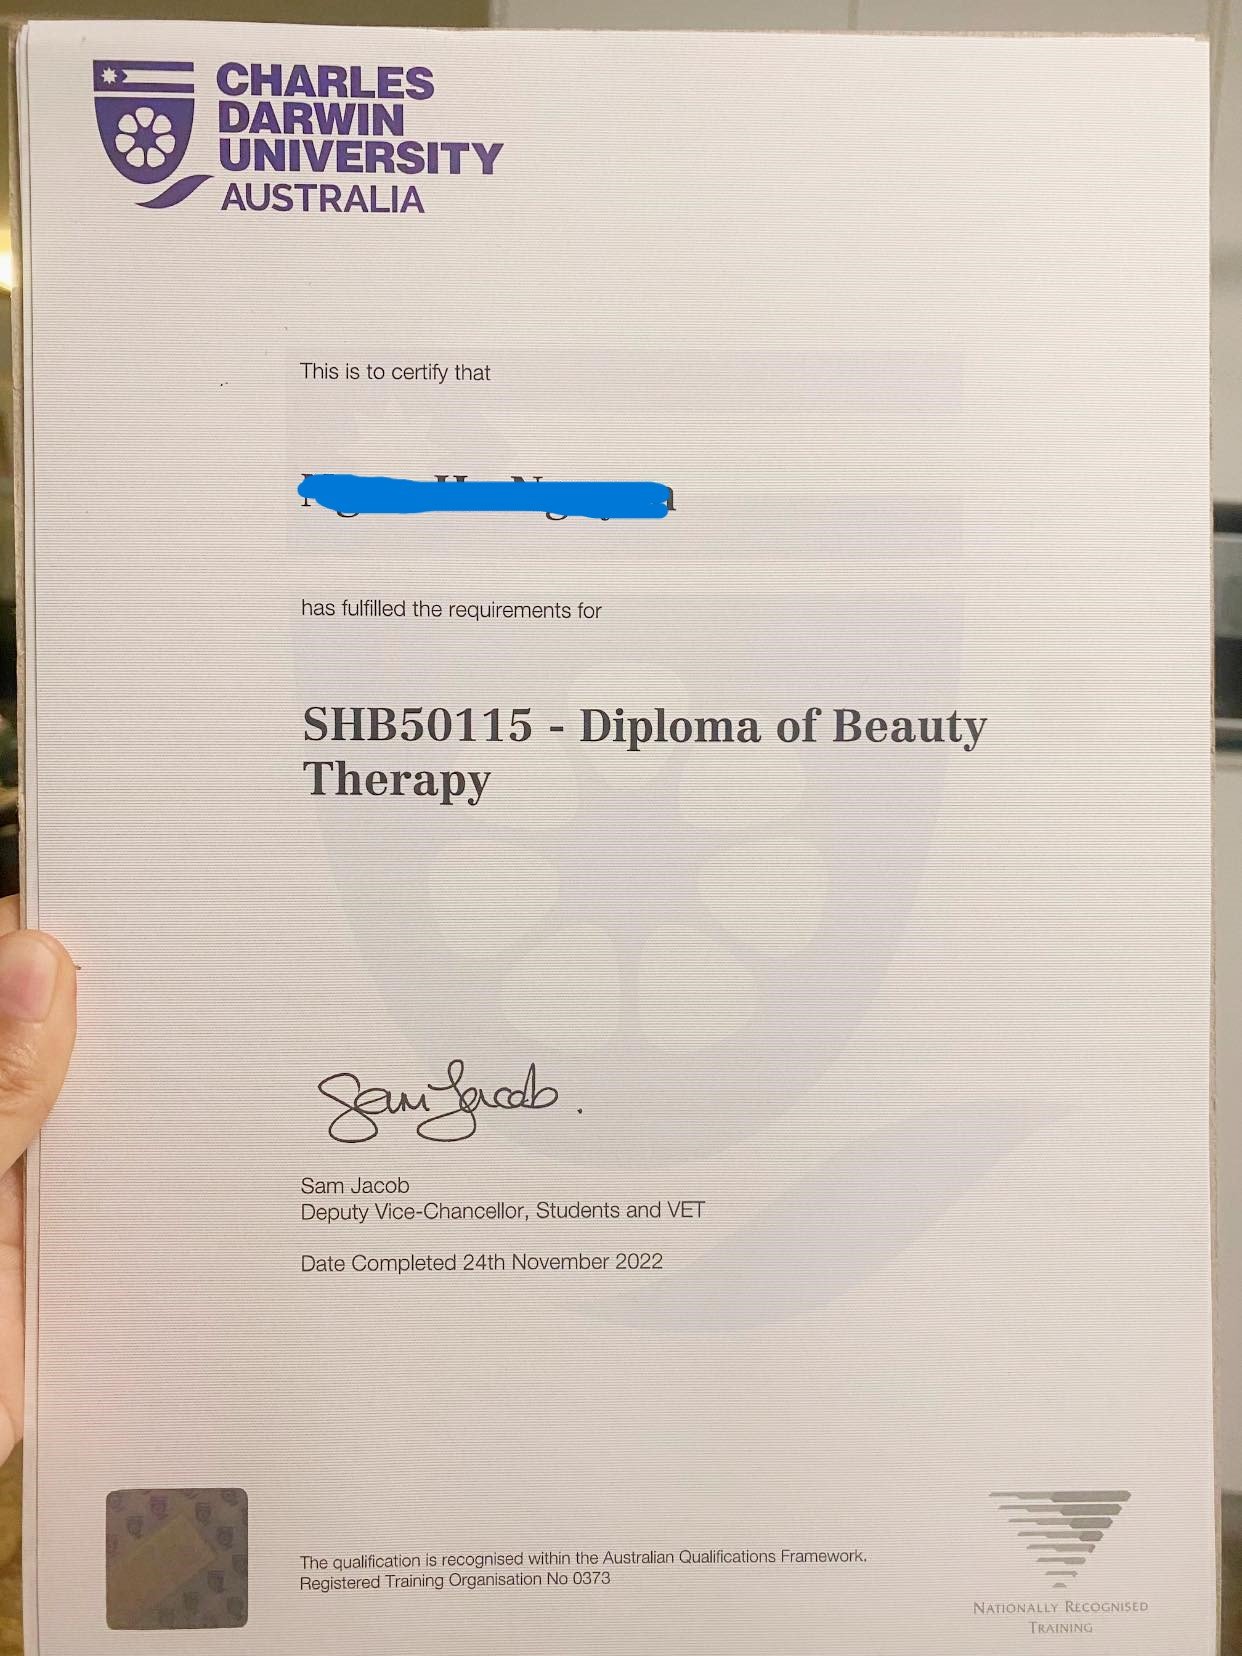 CHARLES
DARWIN
UNIVERSITY
AUSTRALIA
This is to certify that
has fulfilled the requirements for
SHB50115 - Diploma of Beauty
Therapy
Sam Jacob.
Sam Jacob
Deputy Vice-Chancellor, Students and VET
Date Completed 24th November 2022
The qualification is recognised within the Australian Qualifications Framework.
Registered Training Organisation No 0373
NATIONALLY RECOGNISED
TRAINING